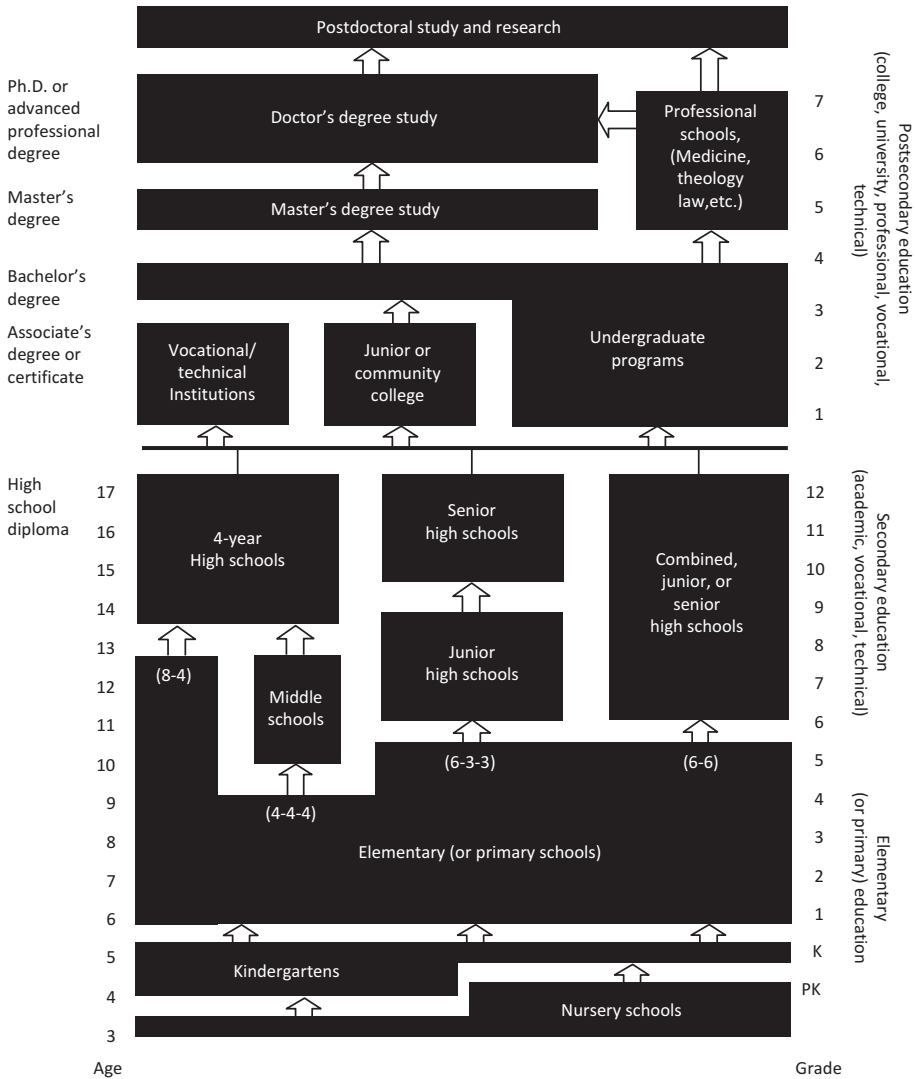 Postdoctoral study and research
Ph.D. or
advanced
professional
degree
Doctor's degree study
Professional
schools,
(Medicine,
theology
law,etc.)
7
6
Master's
degree
Master's degree study
5
4
Bachelor's
degree
3
Undergraduate
programs
Associate's
degree or
certificate
Vocational/
technical
Institutions
Junior or
community
college
2
1
Postsecondary education
(college, university, professional, vocational,
technical)
High
school
diploma
17
16
15
14
13
12
11
10
9
8
7
6
5
4
3
Age
4-year
High schools
Senior
high schools
Combined,
junior, or
senior
high schools
Junior
high schools
(8-4)
Middle
schools
(4-4-4)
(6-3-3)
(6-6)
Elementary (or primary schools)
Kindergartens
Nursery schools
12
11
10
9
8
7
6
5
4
3
2
1
K
PK
Grade
Secondary education
(academic, vocational, technical)
Elementary
(or primary) education